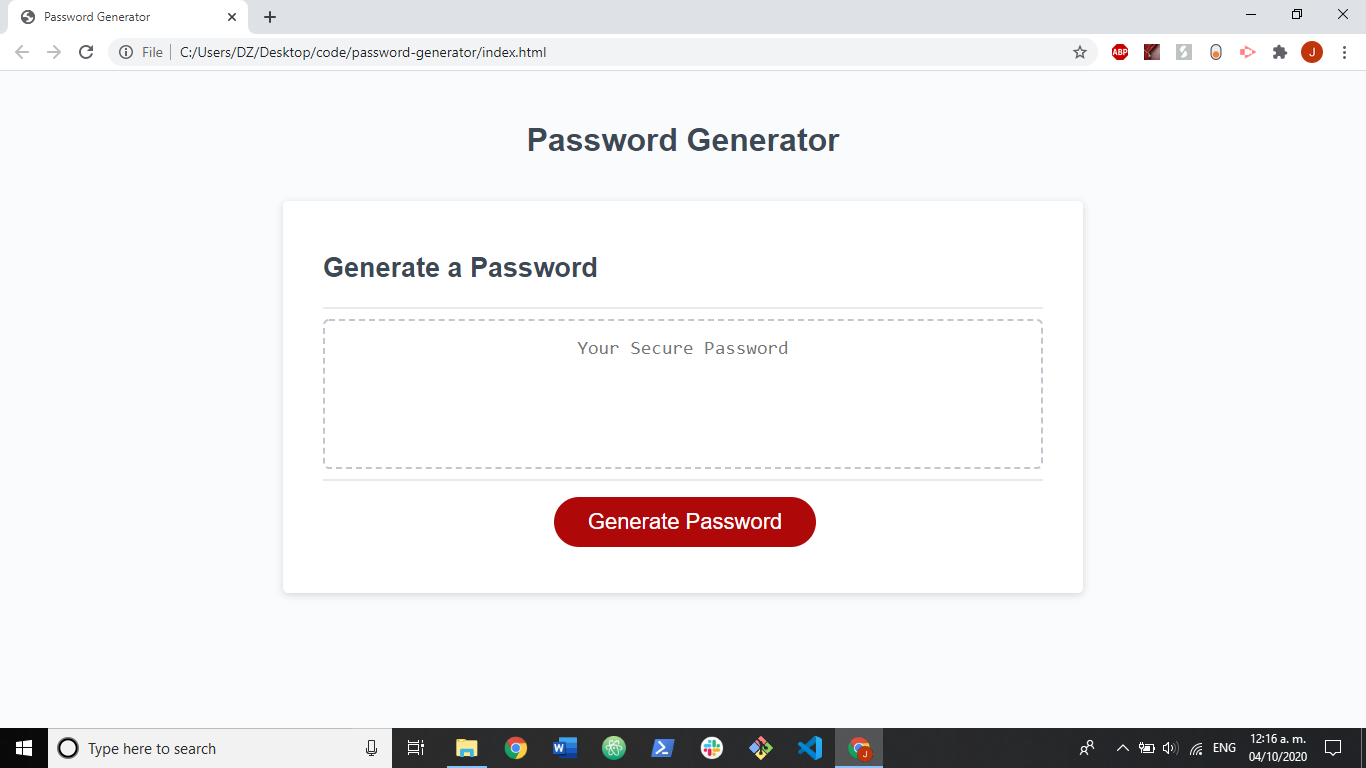 Password Generator
File
C:/Users/DZ/Desktop/code/password-generator/index.html
ABP
J
Password Generator
Generate a Password
Your Secure Password
Generate Password
Type here to search
W
J
ENG
12:16 a. m.
04/10/2020